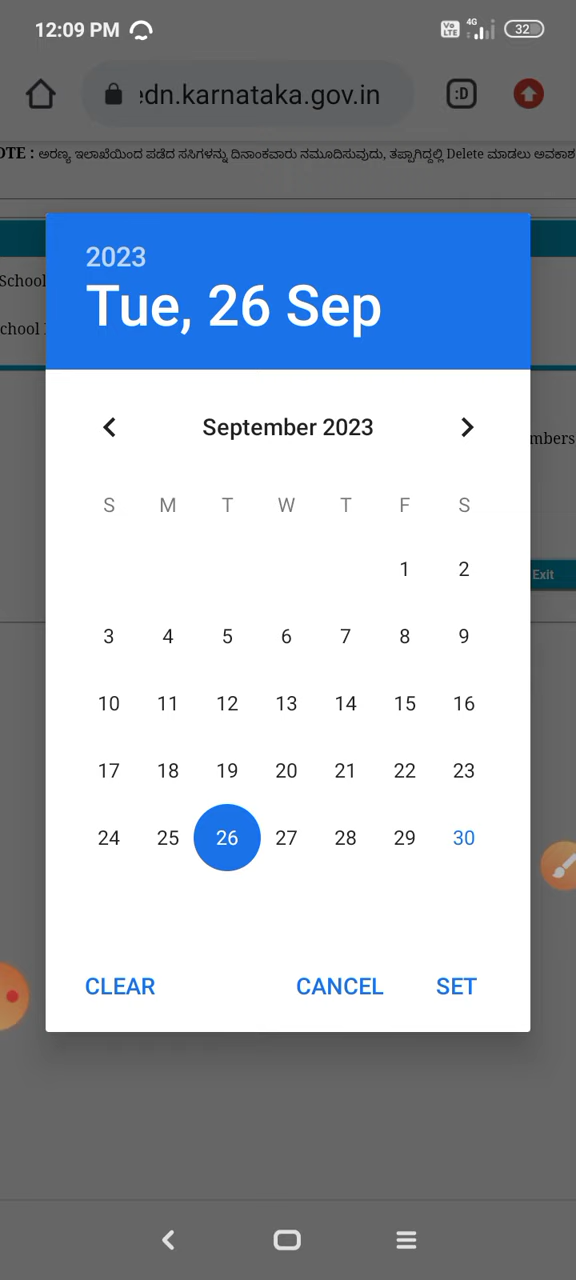 12:09 PM
Vo LTE 4G 32
edn.karnataka.gov.in :D
OTE : ಅರಣ್ಯ ಇಲಾಖೆಯಿಂದ ಪಡೆದ ಸಸಿಗಳನ್ನು ದಿನಾಂಕವಾರು ನಮೂದಿಸುವುದು, ತಪ್ಪಾಗಿದ್ದಲ್ಲಿ Delete ಮಾಡಲು ಅವಕಾಶ
2023
Tue, 26 Sep
School
chool
September 2023
mbers
S M T W T F S
1 2
Exit
3 4 5 6 7 8 9
10 11 12 13 14 15 16
17 18 19 20 21 22 23
24 25 26 27 28 29 30
CLEAR CANCEL SET